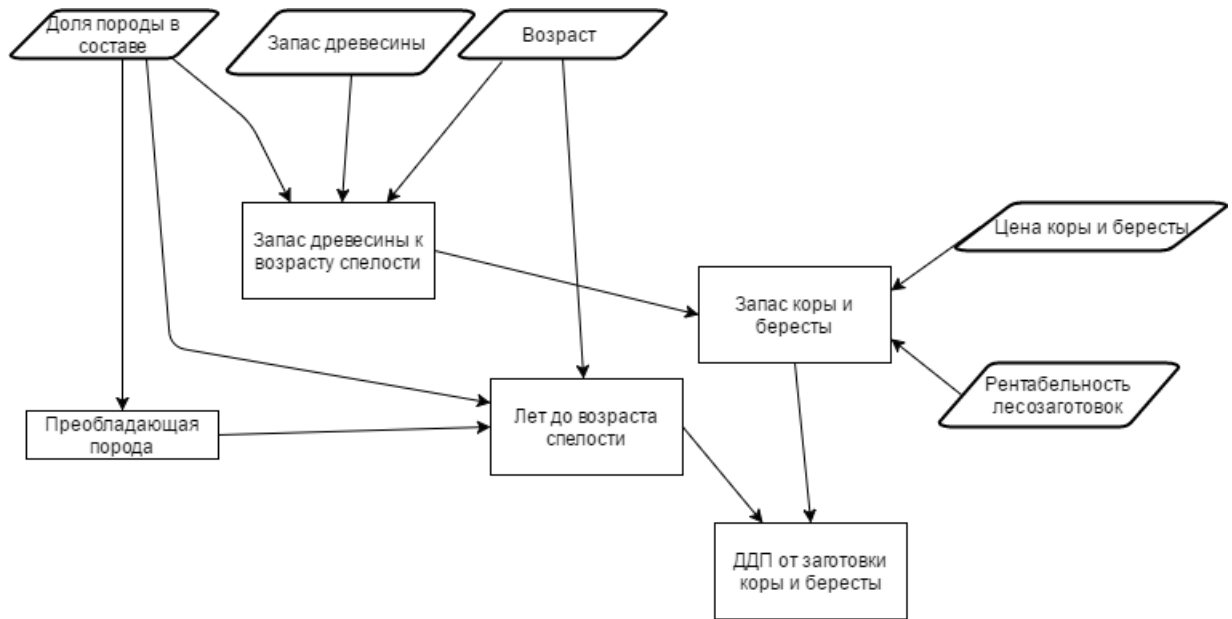 Доля породы в
составе
Запас древесины
Возраст
Запас древесины к
возрасту спелости
Цена коры и бересты
Запас коры и
бересты
Рентабельность
лесозаготовок
Преобладающая
порода
Лет до возраста
спелости
ДДП от заготовки
коры и бересты